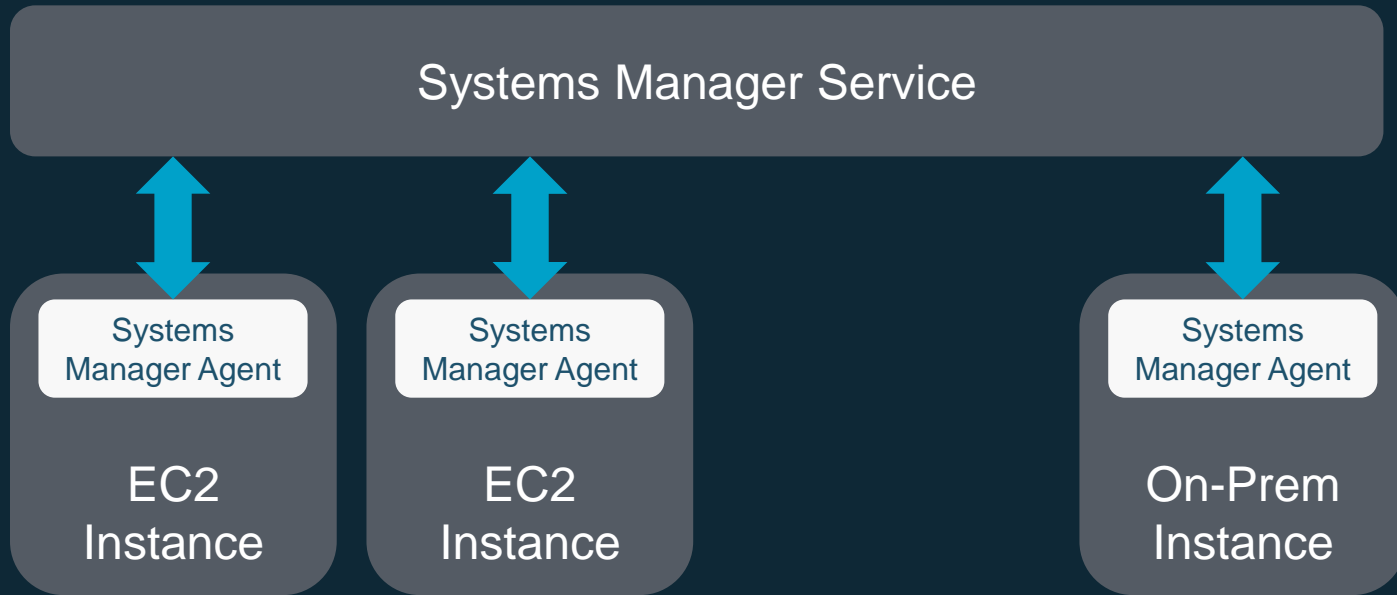 Systems Manager Service
Systems
Manager Agent
EC2
Instance
Systems
Manager Agent
EC2
Instance
Systems
Manager Agent
On-Prem
Instance